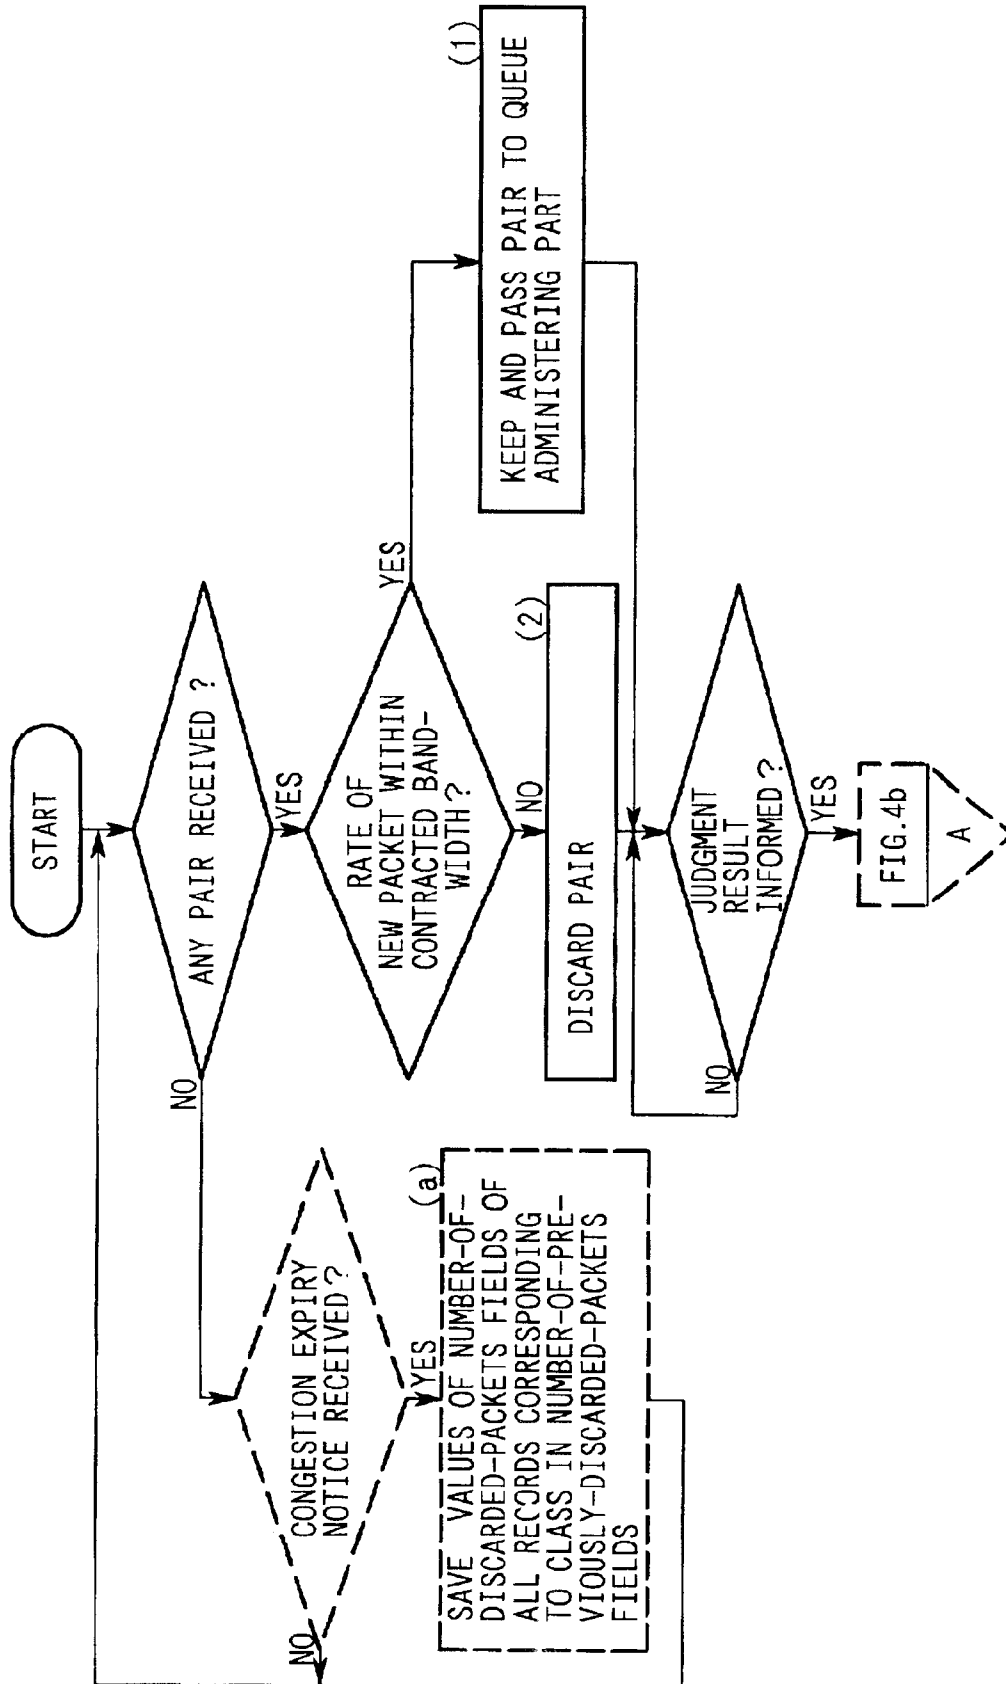 START
ANY PAIR RECEIVED ?
NO
YES
CONGESTION EXPIRY
NOTICE RECEIVED ?
NO
YES
(a)
SAVE VALUES OF NUMBER-OF-
DISCARDED-PACKETS FIELDS OF
ALL RECORDS CORRESPONDING
TO CLASS IN NUMBER-OF-PRE-
VIOUSLY-DISCARDED-PACKETS
FIELDS
RATE OF
NEW PACKET WITHIN
CONTRACTED BAND-
WIDTH ?
YES
NO
(1)
KEEP AND PASS PAIR TO QUEUE
ADMINISTERING PART
(2)
DISCARD PAIR
JUDGMENT
RESULT
INFORMED ?
NO
YES
FIG.4b
A